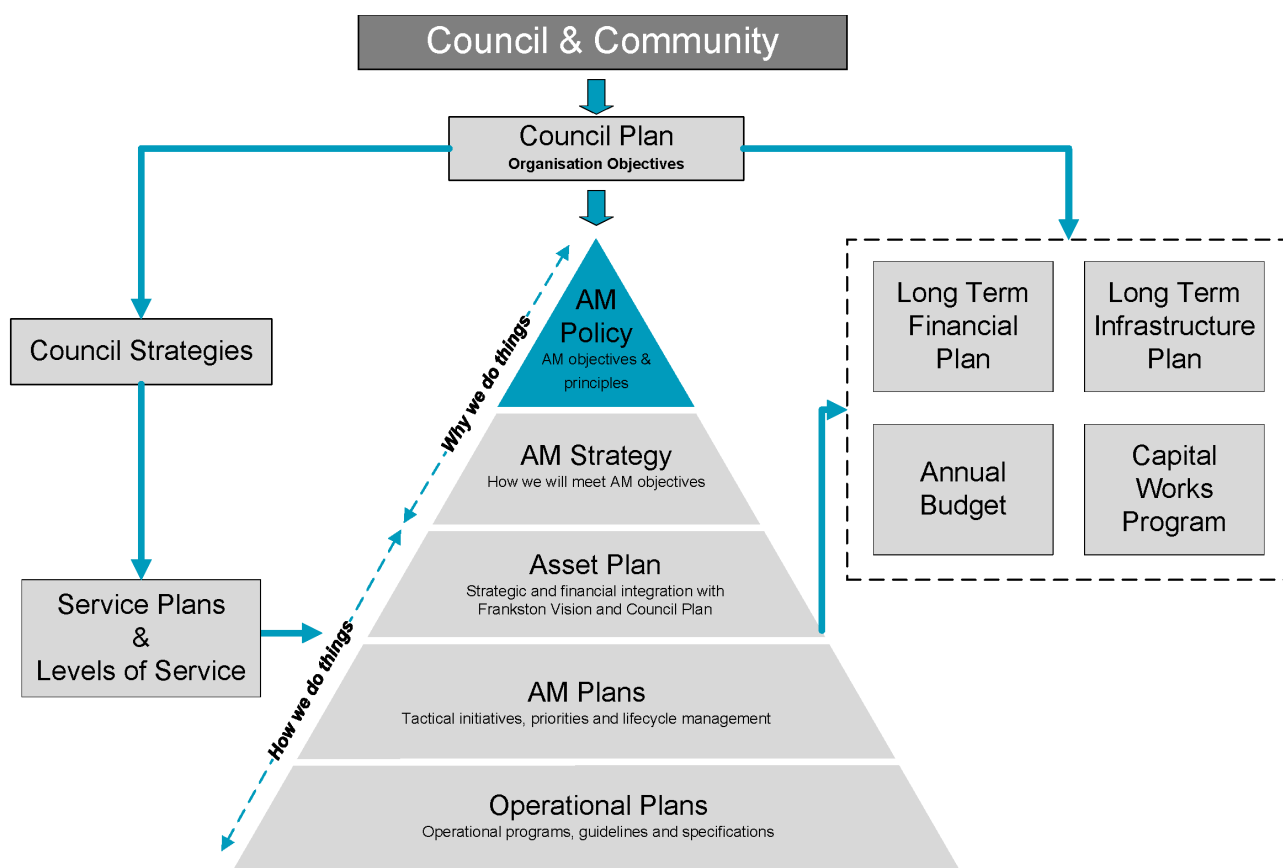 Council & Community
Council Plan
Organisation Objectives
Council Strategies
Service Plans
&
Levels of Service
Why we do things
How we do things
AM
Policy
AM objectives &
principles
AM Strategy
How we will meet AM objectives
Asset Plan
Strategic and financial integration with
Frankston Vision and Council Plan
AM Plans
Tactical initiatives, priorities and lifecycle management
Operational Plans
Operational programs, guidelines and specifications
Long Term
Financial
Plan
Long Term
Infrastructure
Plan
Annual
Budget
Capital
Works
Program